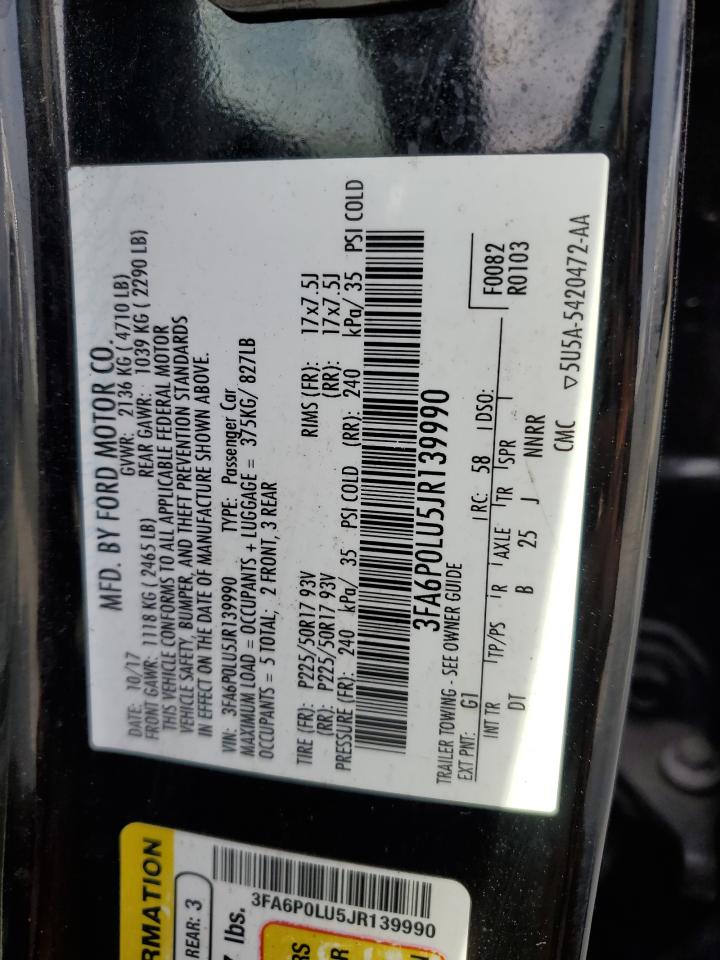 MFD. BY FORD MOTOR CO.
DATE: 10/17 GVWR: 2136 KG ( 4710 LB)
FRONT GAWR: 1118 KG ( 2465 LB) REAR GAWR: 1039 KG ( 2290 LB)
THIS VEHICLE CONFORMS TO ALL APPLICABLE FEDERAL MOTOR
VEHICLE SAFETY, BUMPER, AND THEFT PREVENTION STANDARDS
IN EFFECT ON THE DATE OF MANUFACTURE SHOWN ABOVE.
VIN: 3FA6P0LU5JR139990 TYPE: Passenger Car
MAXIMUM LOAD = OCCUPANTS + LUGGAGE = 375KG/ 827LB
OCCUPANTS = 5 TOTAL; 2 FRONT, 3 REAR
TIRE (FR): P225/50R17 93V RIMS (FR): 17x7.5J
(RR): P225/50R17 93V (RR): 17x7.5J
PRESSURE (FR): 240 kPa/ 35 PSI COLD (RR): 240 kPa/ 35 PSI COLD
3FA6P0LU5JR139990
TRAILER TOWING - SEE OWNER GUIDE
EXT PNT: G1 RC: 58 DSO: F0082
R0103
INT TR TP/PS R AXLE TR SPR
DT B 25 J NNRR
CMC ▽5U5A-5420472-AA
RMATION
REAR: 3
3FA6P0LU5JR139990
lbs.